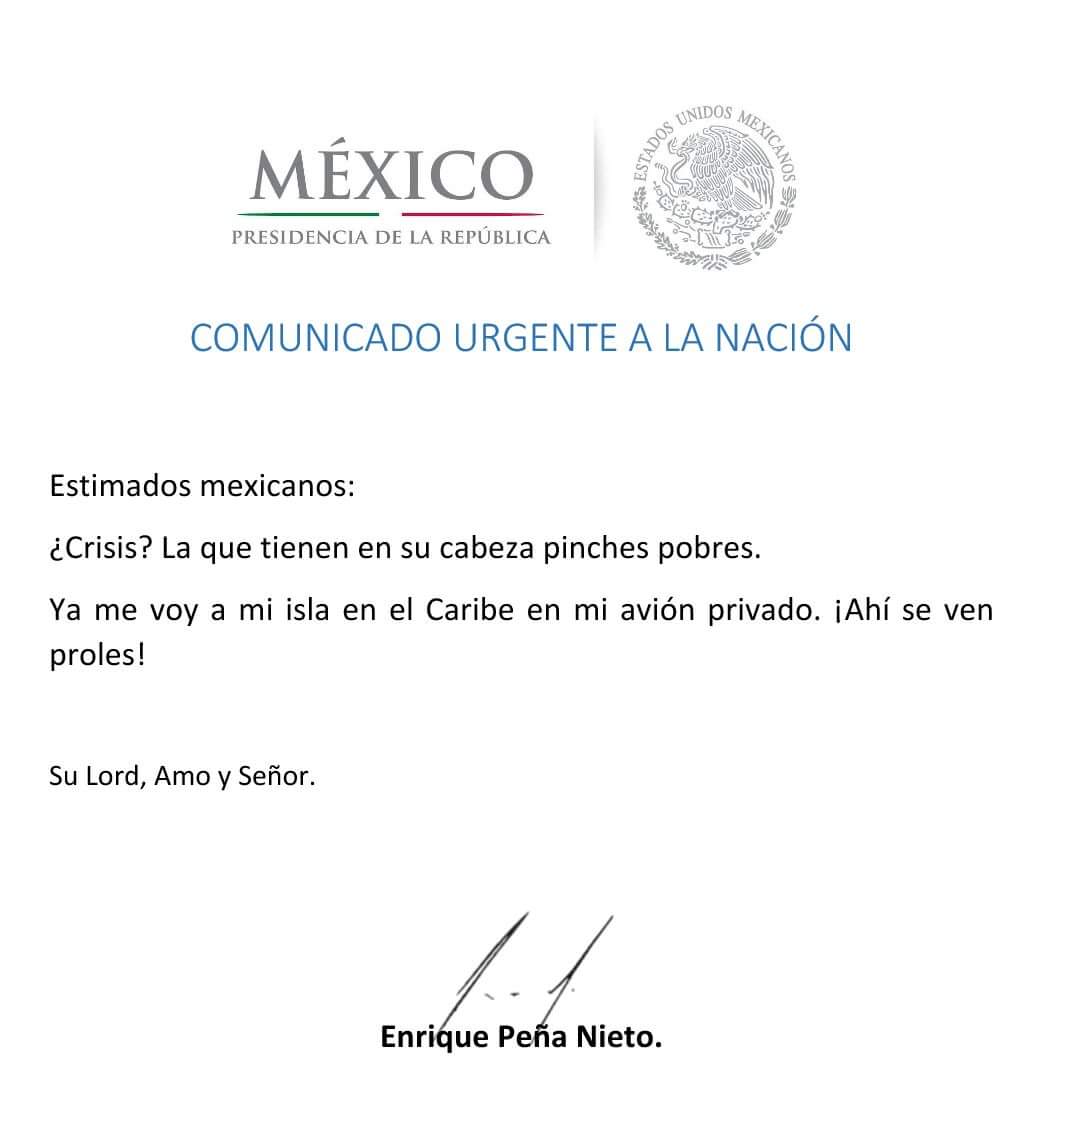 MÉXICO
PRESIDENCIA DE LA REPÚBLICA
ESTADOS UNIDOS MEXICANOS
COMUNICADO URGENTE A LA NACIÓN
Estimados mexicanos:
¿Crisis? La que tienen en su cabeza pinches pobres.
Ya me voy a mi isla en el Caribe en mi avión privado. ¡Ahí se ven
proles!
Su Lord, Amo y Señor.
Enrique Peña Nieto.